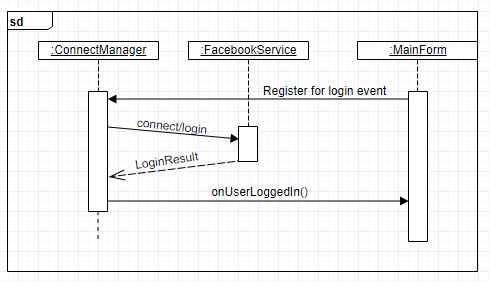 sd
:ConnectManager
:FacebookService
:MainForm
Register for login event
connect/login
LoginResult
onUserLoggedIn()